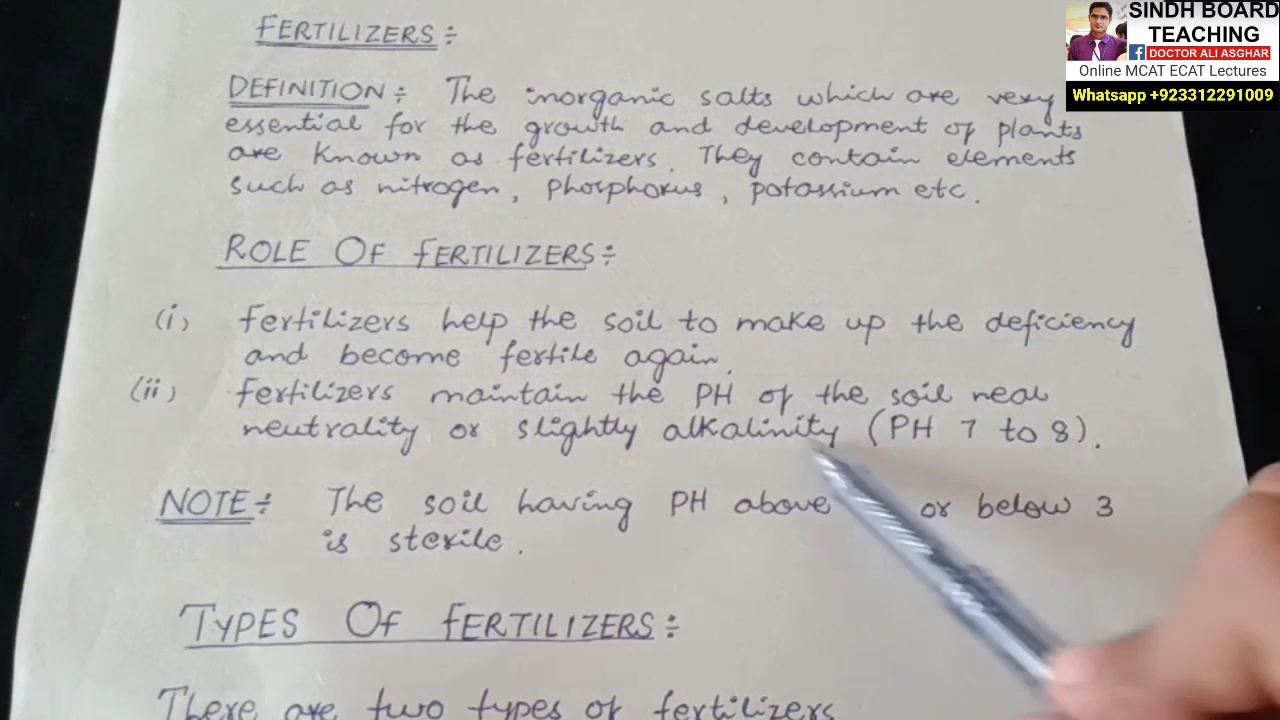 SINDH BOARD
TEACHING
f DOCTOR ALI ASGHAR
Online MCAT ECAT Lectures
Whatsapp +923312291009
FERTILIZERS:
DEFINITION: The inorganic salts which are very
essential for the growth and development of plants
are known as fertilizers. They contain elements
such as nitrogen, phosphorus, potassium etc.
ROLE OF FERTILIZERS:
(i) Fertilizers help the soil to make up the deficiency
and become fertile again.
(ii) Fertilizers maintain the PH of the soil near
neutrality or slightly alkalinity (PH 7 to 8).
NOTE: The soil having PH above or below 3
is sterile.
TYPES OF FERTILIZERS:
There are two types of fertilizers